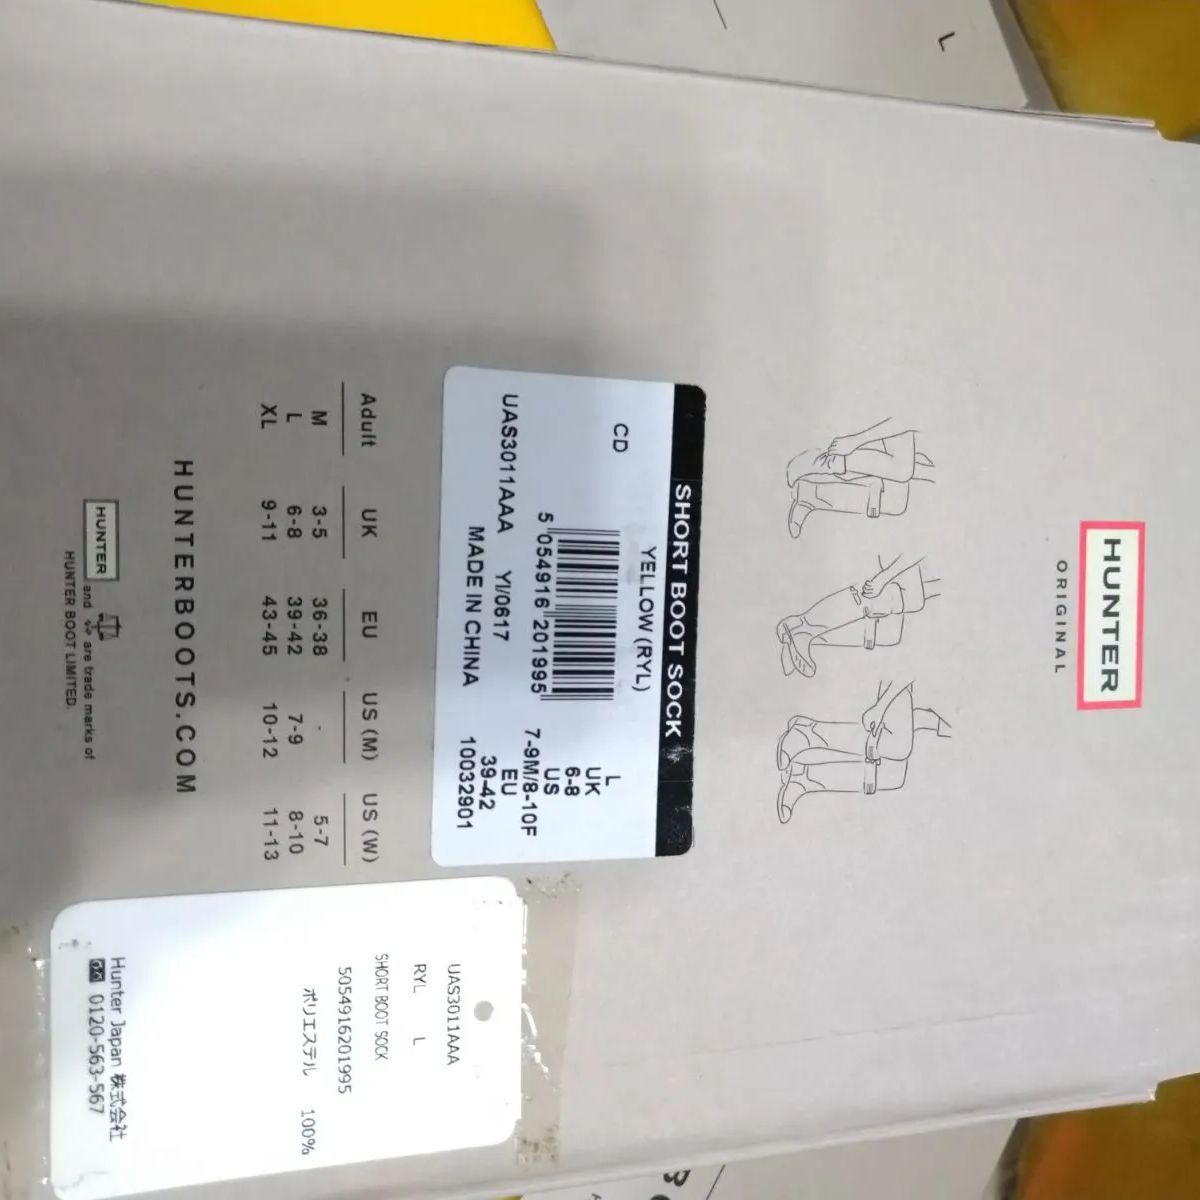 HUNTER
ORIGINAL
SHORT BOOT SOCK
YELLOW (RYL)
CD
5 054916 201995
UAS3011AAA YI/0617
MADE IN CHINA
L
UK
6-8
US
7-9M/8-10F
EU
39-42
10032901
Adult UK EU US (M) US (W)
M 3-5 36-38 - 5-7
L 6-8 39-42 7-9 8-10
XL 9-11 43-45 10-12 11-13
HUNTERBOOTS.COM
HUNTER and are trade marks of
HUNTER BOOT LIMITED.
UAS3011AAA
RYL L
SHORT BOOT SOCK
5054916201995
ポリエステル 100%
Hunter Japan 株式会社
0120-563-567
L